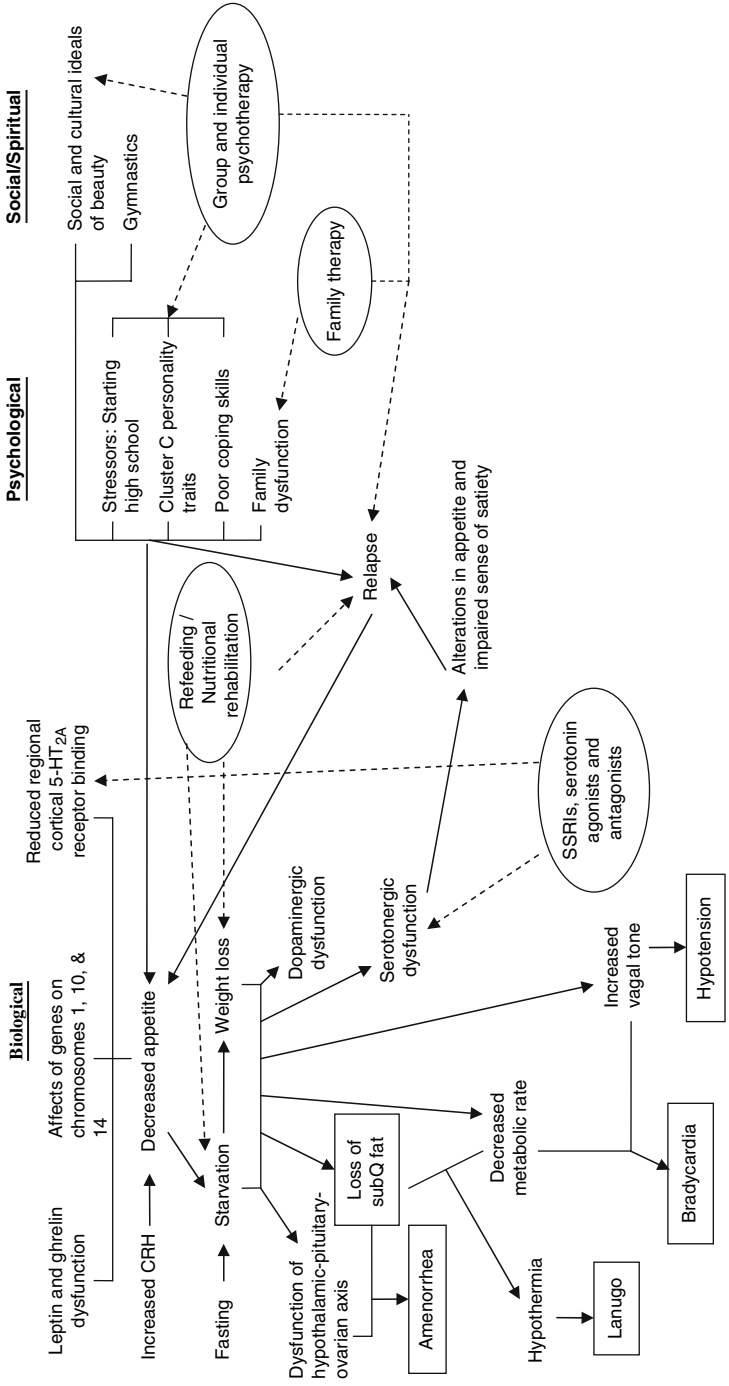 Biological
Psychological
Social/Spiritual
Leptin and ghrelin
dysfunction
Affects of genes on
chromosomes 1, 10, &
14
Reduced regional
cortical 5-HT2A
receptor binding
Social and cultural ideals
of beauty
Gymnastics
Increased CRH
Decreased appetite
Stressors: Starting
high school
Cluster C personality
traits
Poor coping skills
Family
dysfunction
Group and individual
psychotherapy
Refeeding /
Nutritional
rehabilitation
Fasting
Starvation
Weight loss
Family therapy
Dysfunction of
hypothalamic-pituitary-
ovarian axis
Loss of
subQ fat
Dopaminergic
dysfunction
Serotonergic
dysfunction
Relapse
Amenorrhea
Alterations in appetite and
impaired sense of satiety
Decreased
metabolic rate
Hypothermia
Lanugo
Increased
vagal tone
SSRIs, serotonin
agonists and
antagonists
Bradycardia
Hypotension